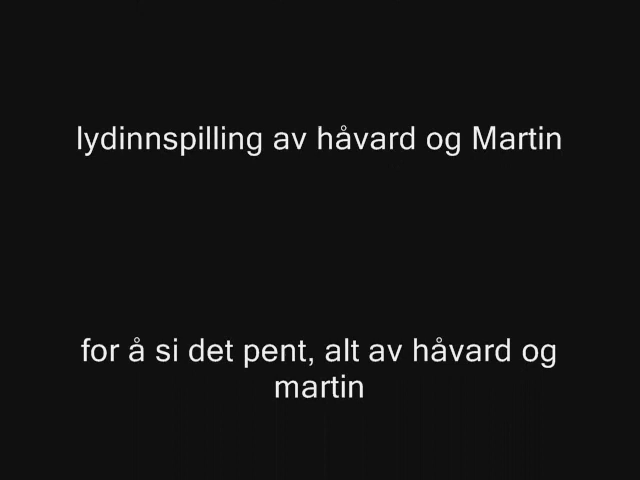 lydinnspilling av håvard og Martin
for å si det pent, alt av håvard og
martin